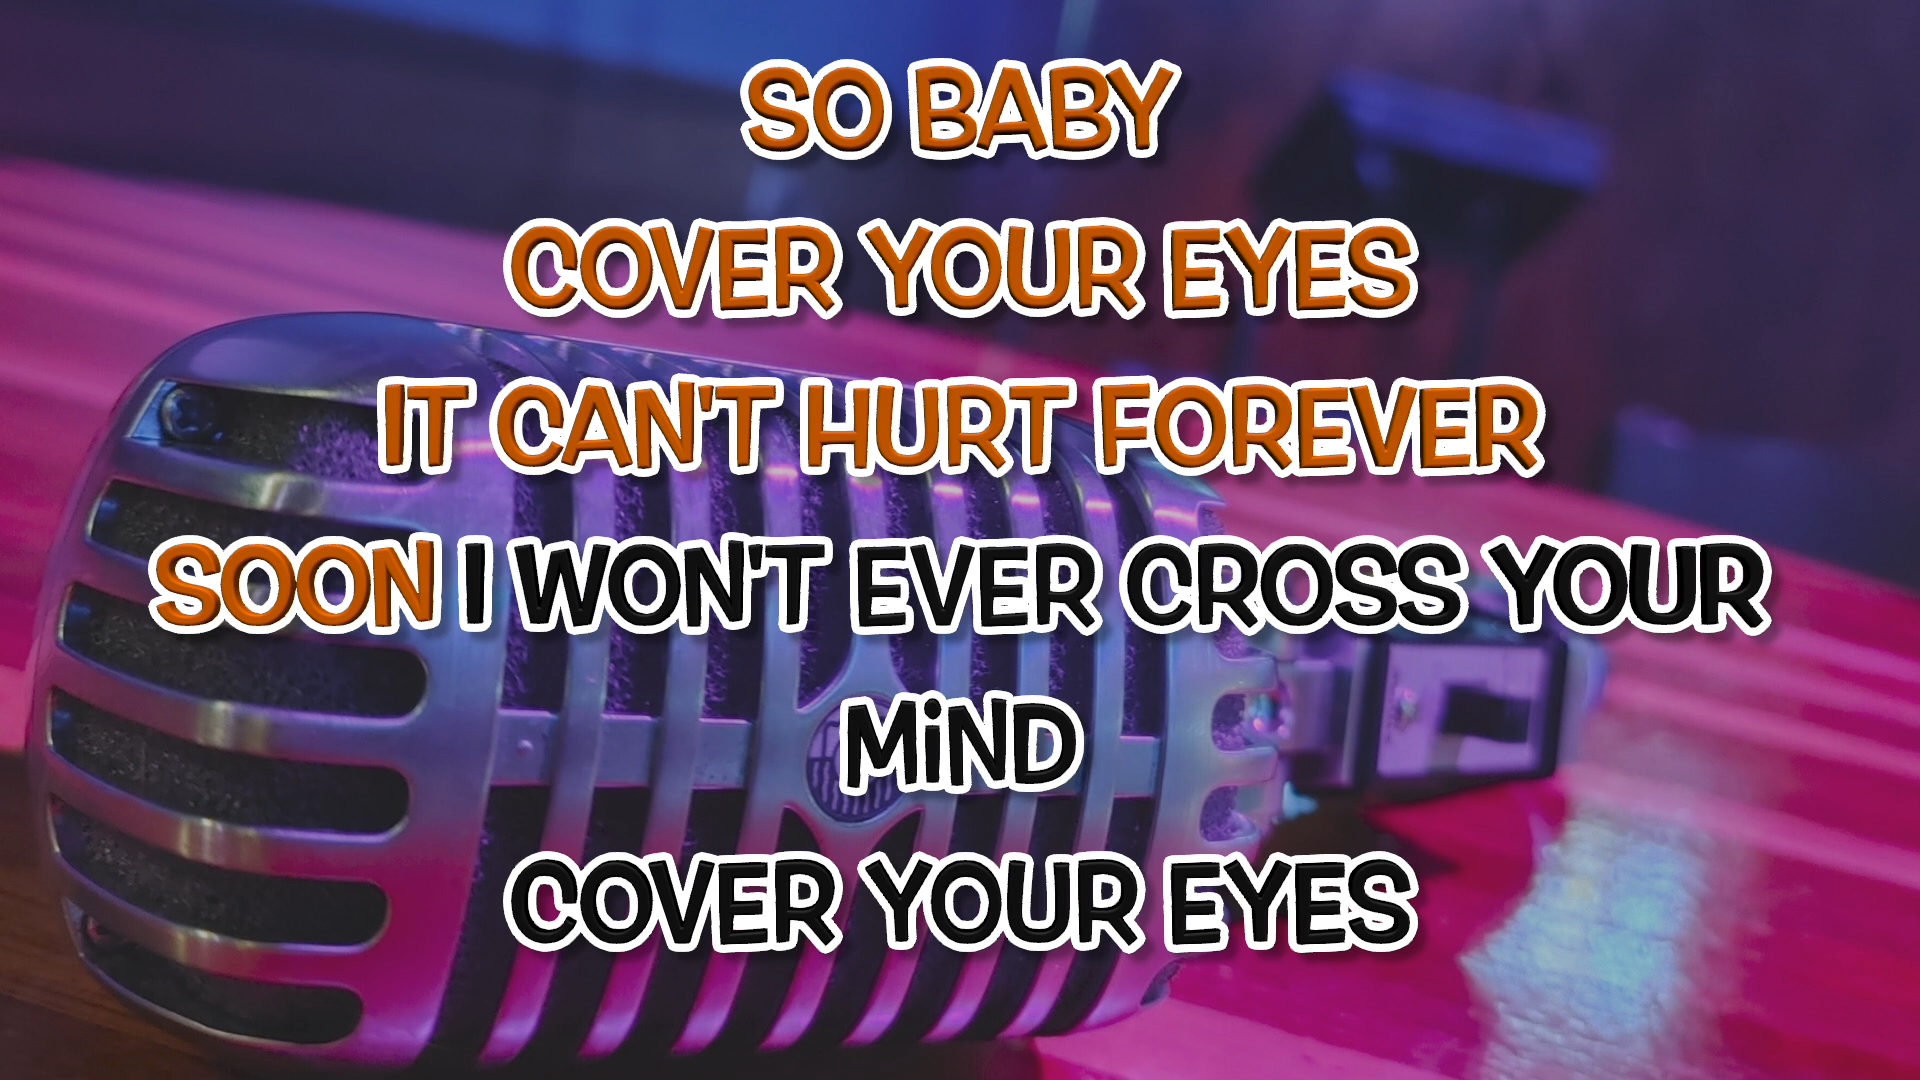 SO BABY
COVER YOUR EYES
IT CAN'T HURT FOREVER
SOON I WON'T EVER CROSS YOUR
MiND
COVER YOUR EYES